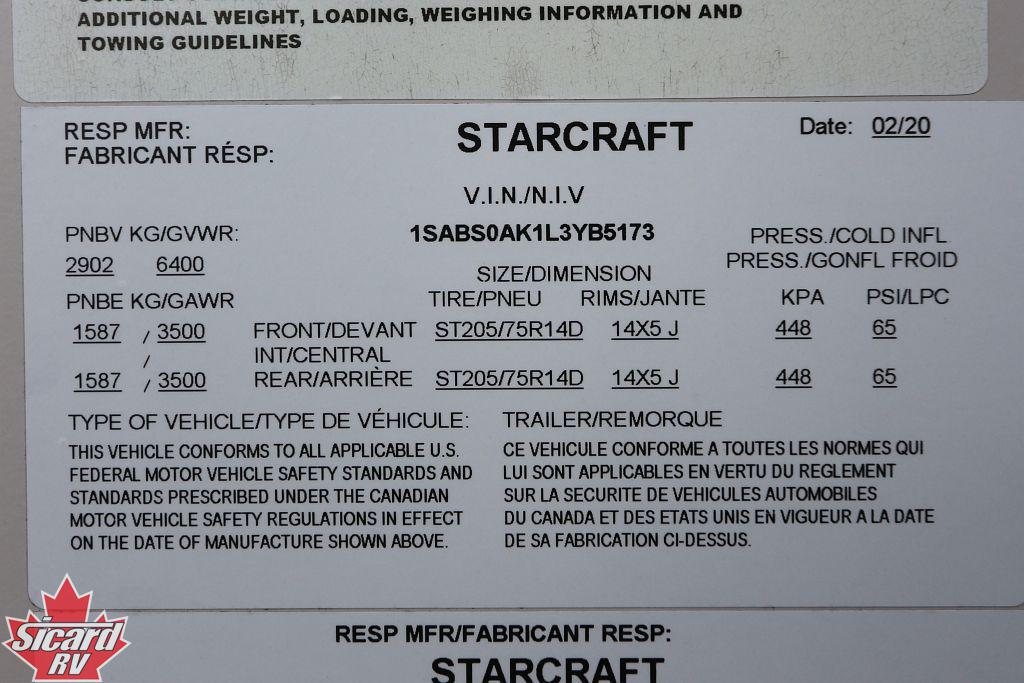 ADDITIONAL WEIGHT, LOADING, WEIGHING INFORMATION AND
TOWING GUIDELINES
RESP MFR: STARCRAFT Date: 02/20
FABRICANT RÉSP:
V.I.N./N.I.V
PNBV KG/GVWR: 1SABS0AK1L3YB5173 PRESS./COLD INFL
2902 6400 SIZE/DIMENSION PRESS./GONFL FROID
PNBE KG/GAWR TIRE/PNEU RIMS/JANTE KPA PSI/LPC
1587 / 3500 FRONT/DEVANT ST205/75R14D 14X5 J 448 65
/ INT/CENTRAL
1587 / 3500 REAR/ARRIÈRE ST205/75R14D 14X5 J 448 65
TYPE OF VEHICLE/TYPE DE VÉHICULE: TRAILER/REMORQUE
THIS VEHICLE CONFORMS TO ALL APPLICABLE U.S.
FEDERAL MOTOR VEHICLE SAFETY STANDARDS AND
STANDARDS PRESCRIBED UNDER THE CANADIAN
MOTOR VEHICLE SAFETY REGULATIONS IN EFFECT
ON THE DATE OF MANUFACTURE SHOWN ABOVE.
CE VEHICULE CONFORME A TOUTES LES NORMES QUI
LUI SONT APPLICABLES EN VERTU DU REGLEMENT
SUR LA SECURITE DE VEHICULES AUTOMOBILES
DU CANADA ET DES ETATS UNIS EN VIGUEUR A LA DATE
DE SA FABRICATION CI-DESSUS.
RESP MFR/FABRICANT RESP:
STARCRAFT
Sicard
RV